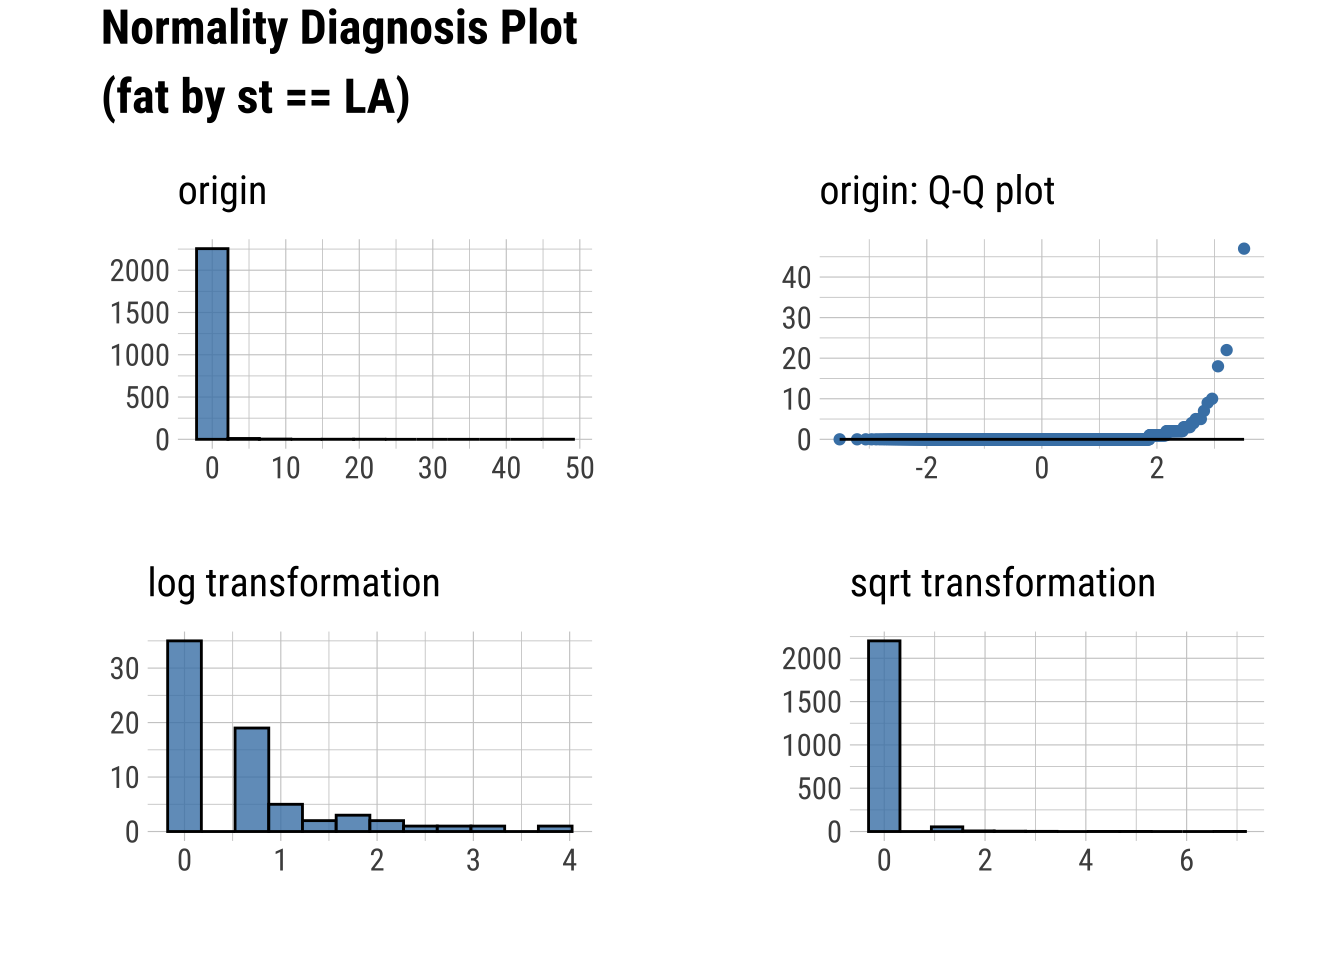 Normality Diagnosis Plot
(fat by st == LA)
origin
2000
1500
1000
500
0
0 10 20 30 40 50
origin: Q-Q plot
40
30
20
10
0
-2 0 2
log transformation
30
20
10
0
0 1 2 3 4
sqrt transformation
2000
1500
1000
500
0
0 2 4 6